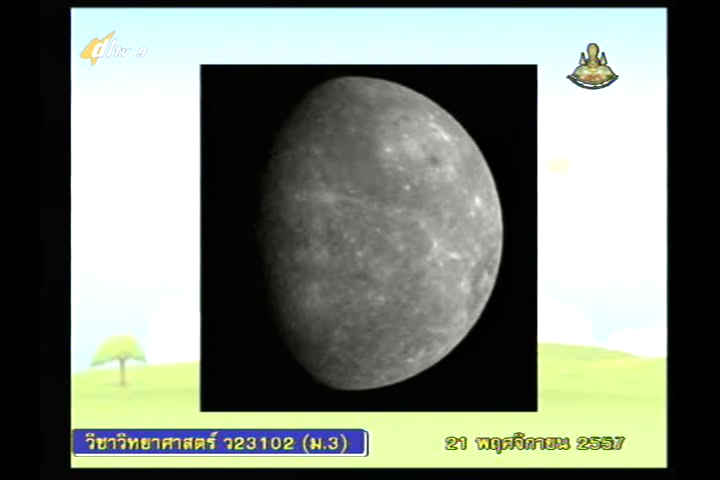 dltv 9
วิชาวิทยาศาสตร์ ว23102 (ม.3)
21 พฤศจิกายน 2557